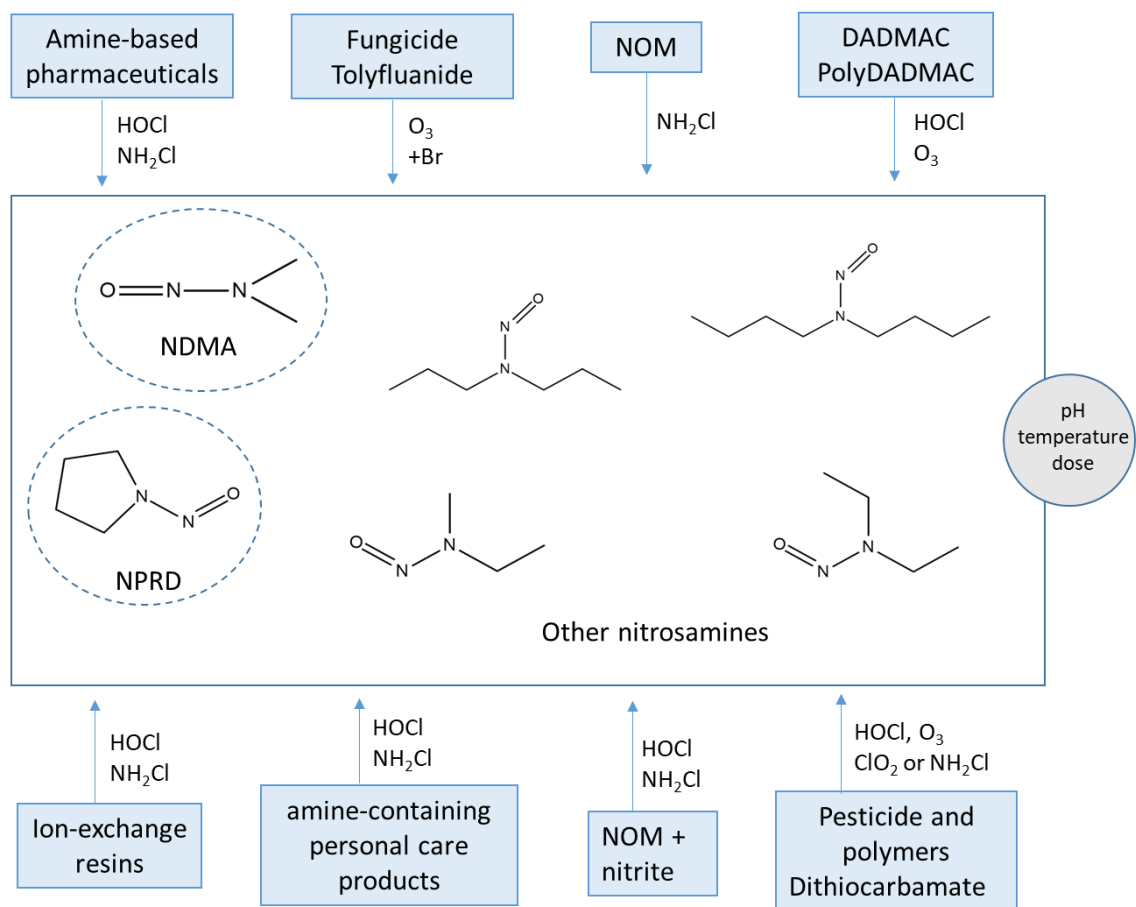 Amine-based
pharmaceuticals
Fungicide
Tolyfluanide
NOM
DADMAC
PolyDADMAC
HOCl
NH₂Cl
O₃
+Br
NH₂Cl
HOCl
O₃
O
N
N
NDMA
O
N
N
O
N
N
pH
temperature
dose
N
N
O
NPRD
O
N
N
O
N
N
Other nitrosamines
HOCl
NH₂Cl
HOCl
NH₂Cl
HOCl
NH₂Cl
HOCl, O₃
ClO₂ or NH₂Cl
Ion-exchange
resins
amine-containing
personal care
products
NOM +
nitrite
Pesticide and
polymers
Dithiocarbamate